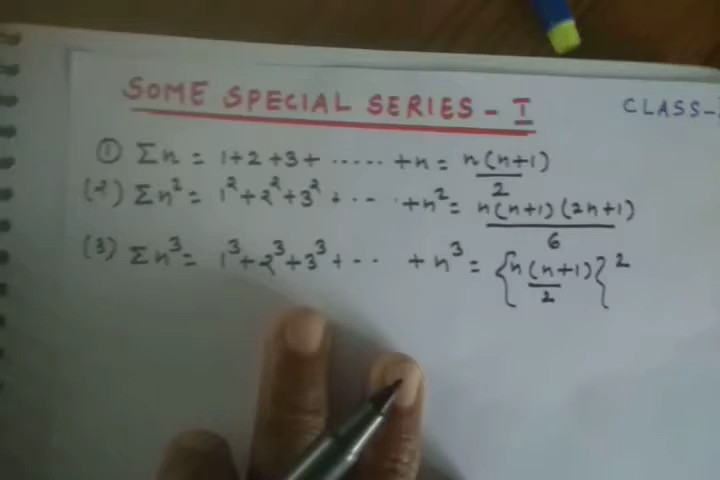 SOME SPECIAL SERIES - I
CLASS-
① Σn = 1+2+3+ ..... +n = n(n+1)/2
(2) Σn² = 1²+2²+3²+ ... +n² = n(n+1)(2n+1)/6
(3) Σn³ = 1³+2³+3³+ ... +n³ = {n(n+1)/2}²